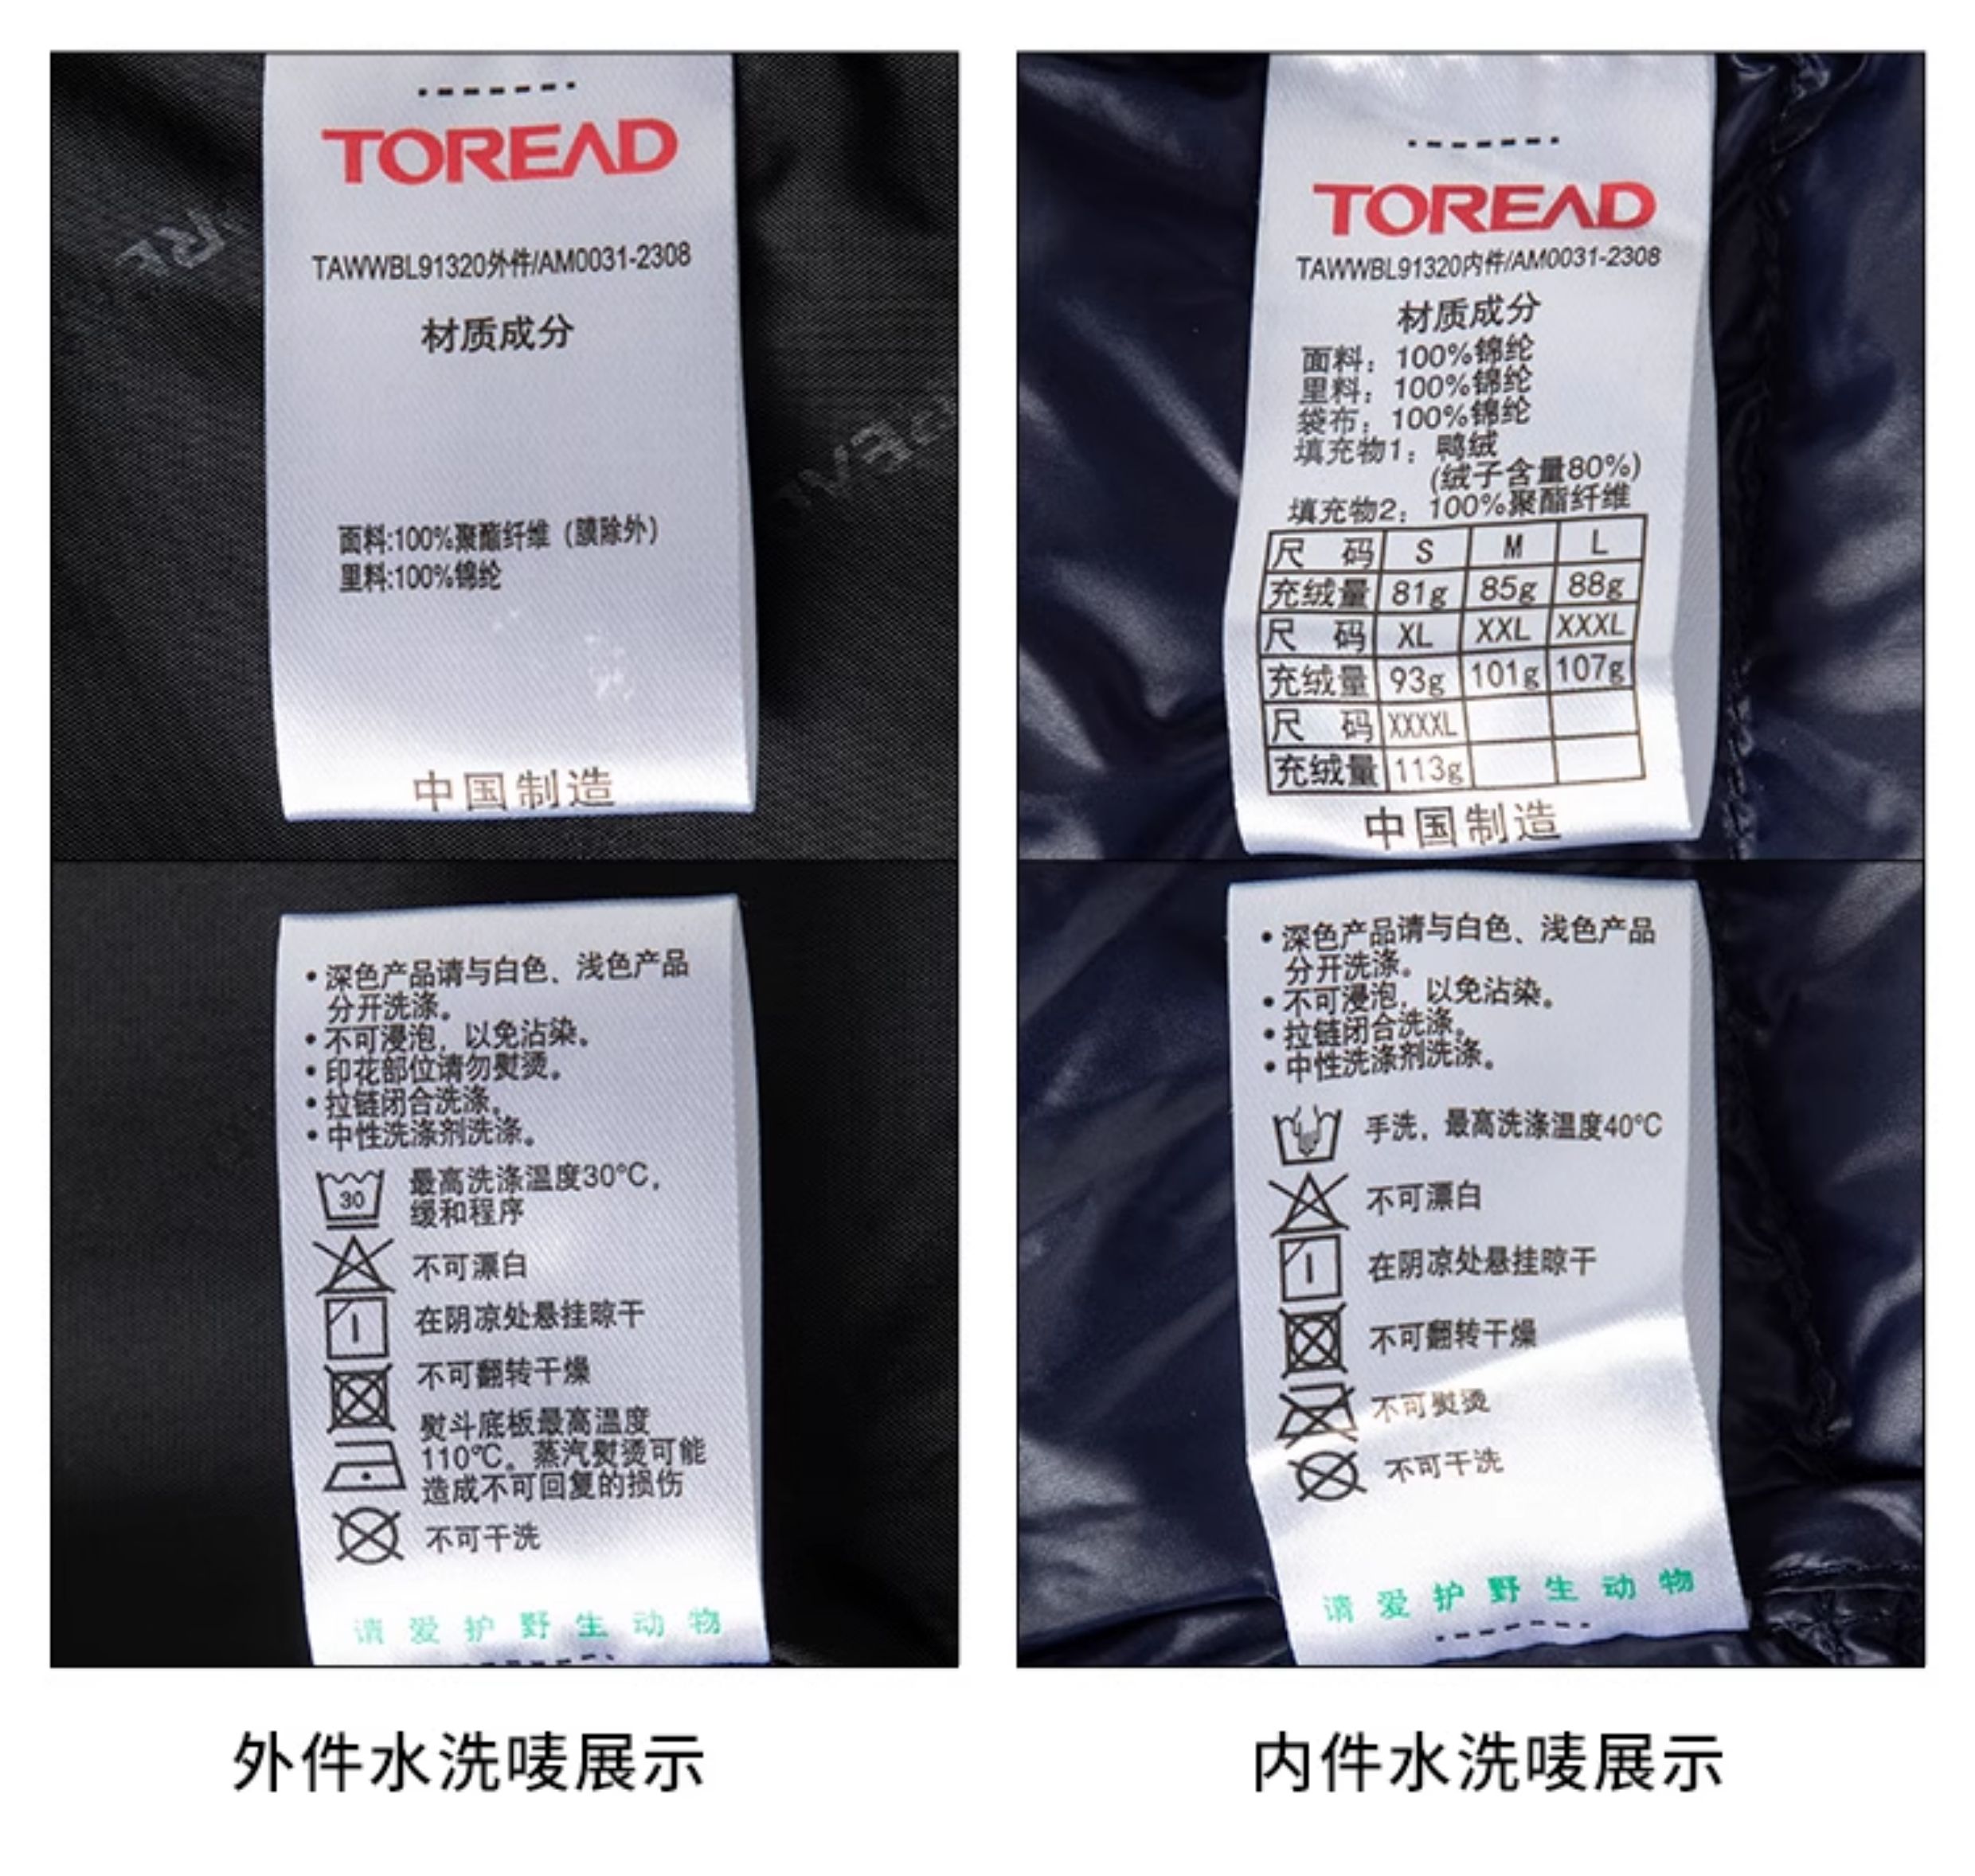 TOREAD
TAWWBL91320外件/AM0031-2308
材质成分
面料:100%聚酯纤维（膜除外）
里料:100%锦纶
中国制造
• 深色产品请与白色、浅色产品
分开洗涤。
• 不可浸泡，以免沾染。
• 印花部位请勿熨烫。
• 拉链闭合洗涤。
• 中性洗涤剂洗涤。
30
最高洗涤温度30°C，
缓和程序
不可漂白
在阴凉处悬挂晾干
不可翻转干燥
熨斗底板最高温度
110℃。蒸汽熨烫可能
造成不可回复的损伤
不可干洗
请爱护野生动物
外件水洗唛展示
TOREAD
TAWWBL91320内件/AM0031-2308
材质成分
面料：100%锦纶
里料：100%锦纶
袋布：100%锦纶
填充物1：鸭绒
(绒子含量80%)
填充物2：100%聚酯纤维
尺 码 S M L
充绒量 81g 85g 88g
尺 码 XL XXL XXXL
充绒量 93g 101g 107g
尺 码 XXXXL
充绒量 113g
中国制造
• 深色产品请与白色、浅色产品
分开洗涤。
• 不可浸泡，以免沾染。
• 拉链闭合洗涤。
• 中性洗涤剂洗涤。
手洗，最高洗涤温度40°C
不可漂白
在阴凉处悬挂晾干
不可翻转干燥
不可熨烫
不可干洗
请爱护野生动物
内件水洗唛展示